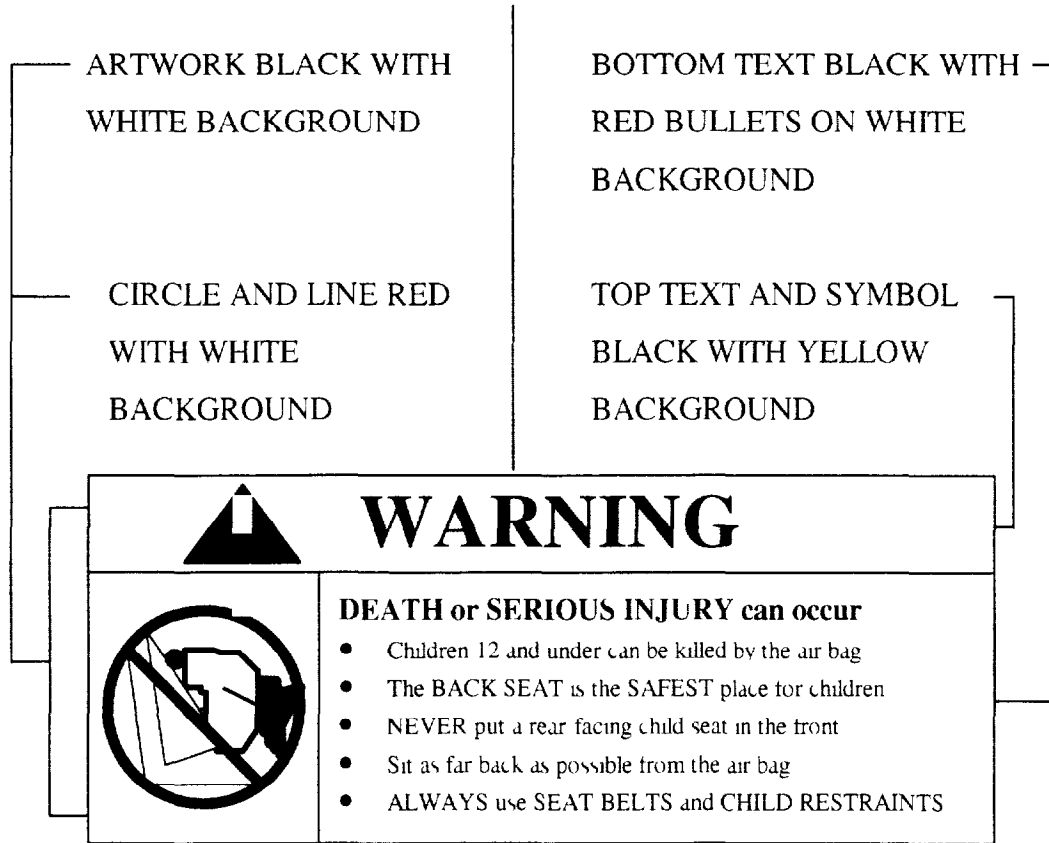 ARTWORK BLACK WITH
WHITE BACKGROUND
CIRCLE AND LINE RED
WITH WHITE
BACKGROUND
BOTTOM TEXT BLACK WITH
RED BULLETS ON WHITE
BACKGROUND
TOP TEXT AND SYMBOL
BLACK WITH YELLOW
BACKGROUND
WARNING
DEATH or SERIOUS INJURY can occur
• Children 12 and under can be killed by the air bag
• The BACK SEAT is the SAFEST place for children
• NEVER put a rear facing child seat in the front
• Sit as far back as possible from the air bag
• ALWAYS use SEAT BELTS and CHILD RESTRAINTS